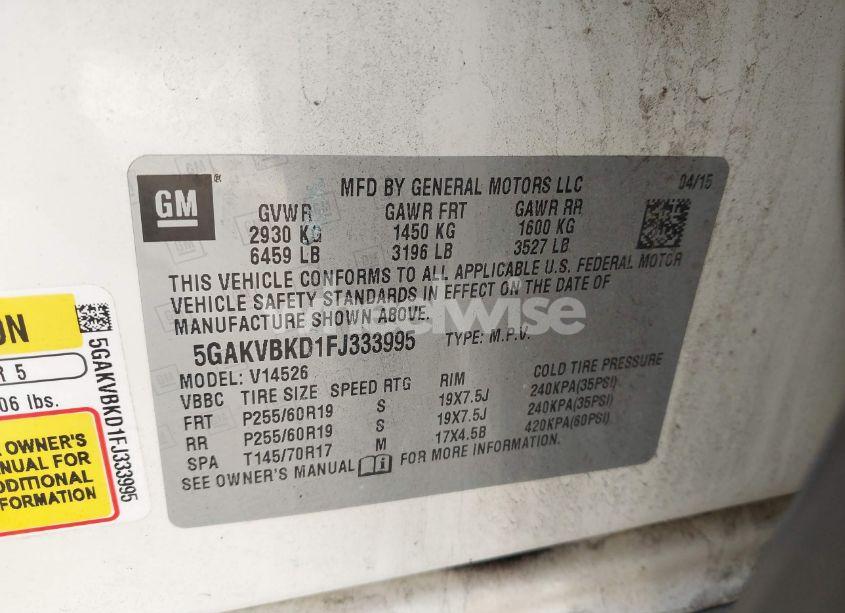 GM
MFD BY GENERAL MOTORS LLC 04/15
GVWR GAWR FRT GAWR RR
2930 KG 1450 KG 1600 KG
6459 LB 3196 LB 3527 LB
THIS VEHICLE CONFORMS TO ALL APPLICABLE U.S. FEDERAL MOTOR
VEHICLE SAFETY STANDARDS IN EFFECT ON THE DATE OF
MANUFACTURE SHOWN ABOVE.
5GAKVBKD1FJ333995 TYPE: M.P.V.
MODEL: V14526
VBBC TIRE SIZE SPEED RTG RIM COLD TIRE PRESSURE
FRT P255/60R19 S 19X7.5J 240KPA(35PSI)
RR P255/60R19 S 19X7.5J 240KPA(35PSI)
SPA T145/70R17 M 17X4.5B 420KPA(60PSI)
SEE OWNER'S MANUAL FOR MORE INFORMATION.
ON
R 5
06 lbs.
OWNER'S
NUAL FOR
DDITIONAL
FORMATION
5GAKVBKD1FJ333995